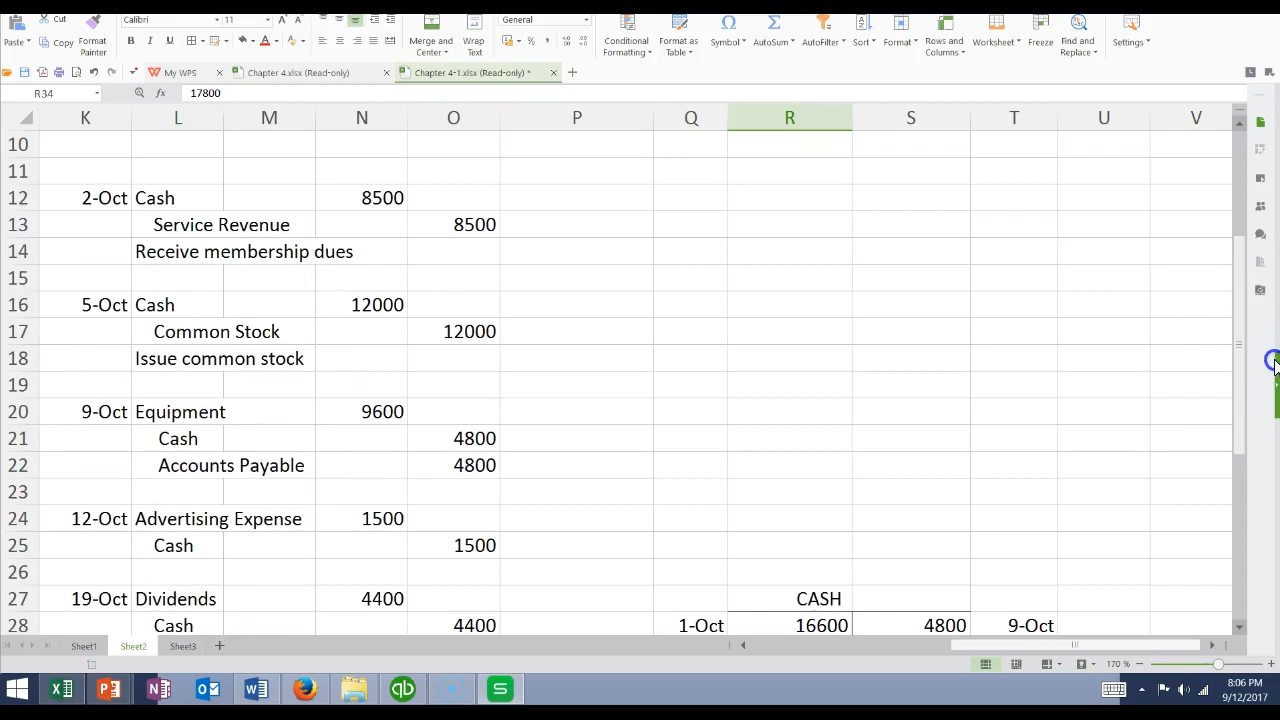 Cut
Calibri 11 General
Paste Copy Format Painter B I U A Merge and Center Wrap Text % Conditional Formatting Format as Table Symbol AutoSum AutoFilter Sort Format Rows and Columns Worksheet Freeze Find and Replace Settings
My WPS Chapter 4.xlsx (Read-only) Chapter 4-1.xlsx (Read-only) *
R34 fx 17800
K L M N O P Q R S T U V
10
11
12 2-Oct Cash 8500
13 Service Revenue 8500
14 Receive membership dues
15
16 5-Oct Cash 12000
17 Common Stock 12000
18 Issue common stock
19
20 9-Oct Equipment 9600
21 Cash 4800
22 Accounts Payable 4800
23
24 12-Oct Advertising Expense 1500
25 Cash 1500
26
27 19-Oct Dividends 4400 CASH
28 Cash 4400 1-Oct 16600 4800 9-Oct
Sheet1 Sheet2 Sheet3 +
170 %
8:06 PM
9/12/2017